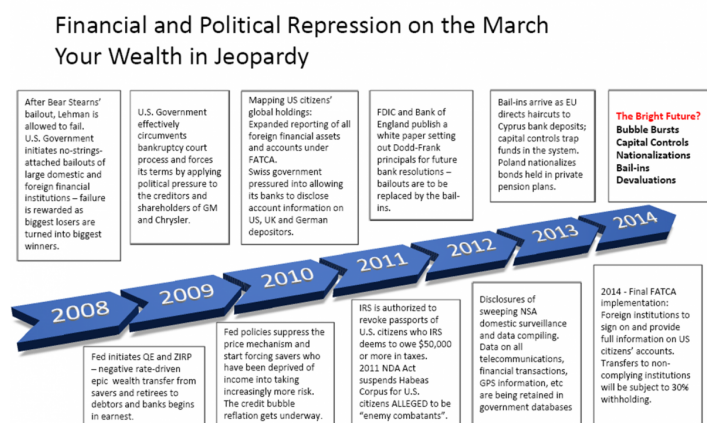 Financial and Political Repression on the March
Your Wealth in Jeopardy
After Bear Stearns'
bailout, Lehman is
allowed to fail.
U.S. Government
initiates no-strings-
attached bailouts of
large domestic and
foreign financial
institutions – failure
is rewarded as
biggest losers are
turned into biggest
winners.
U.S. Government
effectively
circumvents
bankruptcy court
process and forces
its terms by applying
political pressure to
the creditors and
shareholders of GM
and Chrysler.
Mapping US citizens'
global holdings:
Expanded reporting of all
foreign financial assets
and accounts under
FATCA.
Swiss government
pressured into allowing
its banks to disclose
account information on
US, UK and German
depositors.
FDIC and Bank of
England publish a
white paper setting
out Dodd-Frank
principals for future
bank resolutions –
bailouts are to be
replaced by the bail-
ins.
Bail-ins arrive as EU
directs haircuts to
Cyprus bank deposits;
capital controls trap
funds in the system.
Poland nationalizes
bonds held in private
pension plans.
The Bright Future?
Bubble Bursts
Capital Controls
Nationalizations
Bail-ins
Devaluations
2008
2009
2010
2011
2012
2013
2014
Fed initiates QE and ZIRP
– negative rate-driven
epic wealth transfer from
savers and retirees to
debtors and banks begins
in earnest.
Fed policies suppress the
price mechanism and
start forcing savers who
have been deprived of
income into taking
increasingly more risk.
The credit bubble
reflation gets underway.
IRS is authorized to
revoke passports of
U.S. citizens who IRS
deems to owe $50,000
or more in taxes.
2011 NDA Act
suspends Habeas
Corpus for U.S.
citizens ALLEGED to be
"enemy combatants".
Disclosures of
sweeping NSA
domestic surveillance
and data compiling.
Data on all
telecommunications,
financial transactions,
GPS information, etc
are being retained in
government databases
2014 - Final FATCA
implementation:
Foreign institutions to
sign on and provide
full information on US
citizens' accounts.
Transfers to non-
complying institutions
will be subject to 30%
withholding.